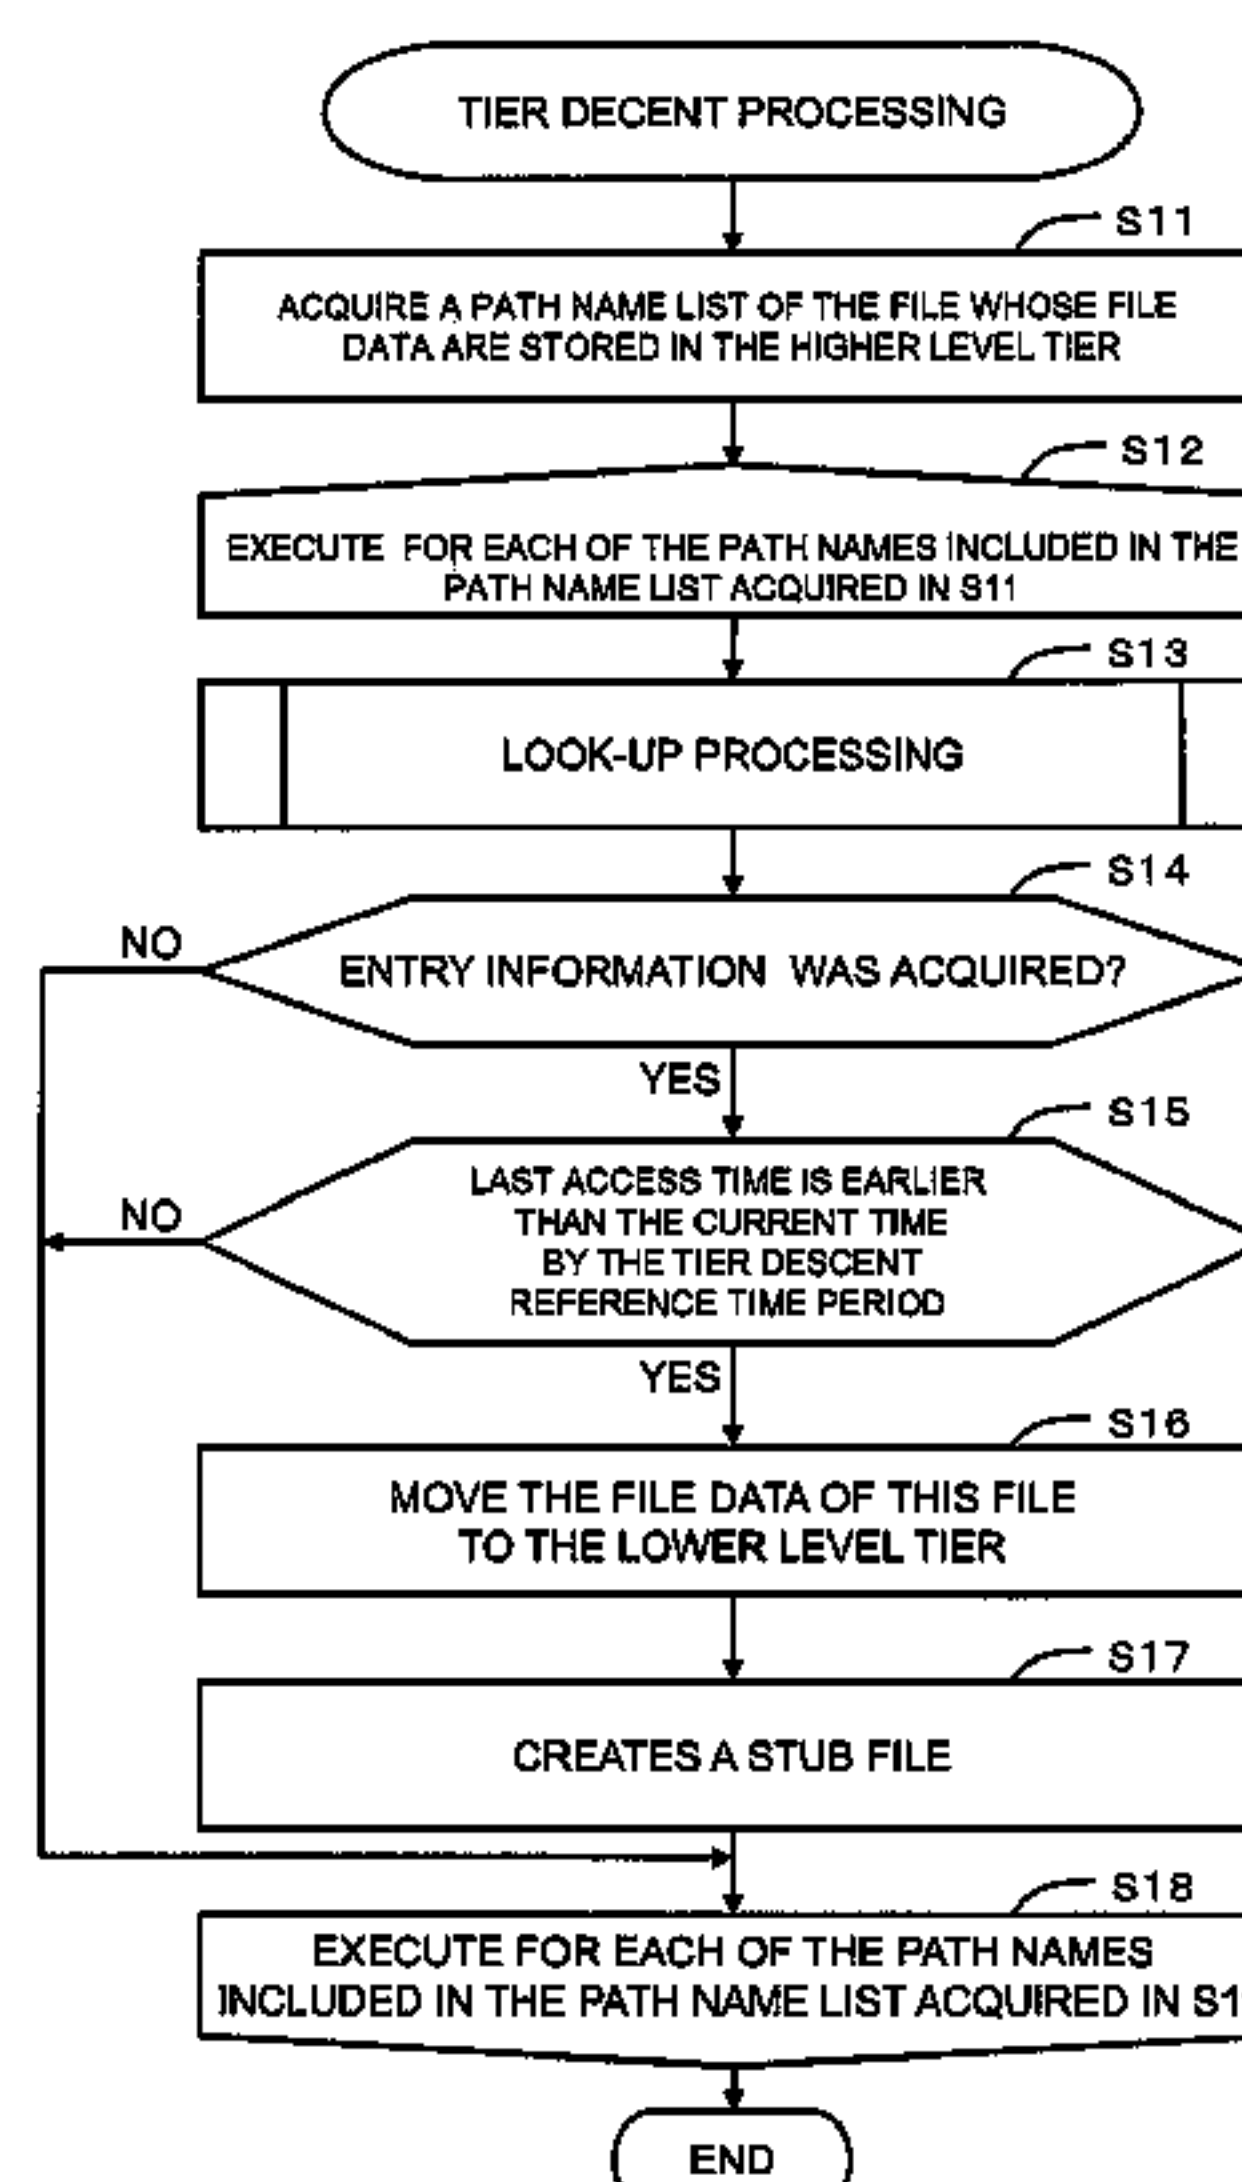 TIER DECENT PROCESSING
S11
ACQUIRE A PATH NAME LIST OF THE FILE WHOSE FILE
DATA ARE STORED IN THE HIGHER LEVEL TIER
S12
EXECUTE FOR EACH OF THE PATH NAMES INCLUDED IN THE
PATH NAME LIST ACQUIRED IN S11
S13
LOOK-UP PROCESSING
S14
NO
ENTRY INFORMATION WAS ACQUIRED?
YES
S15
NO
LAST ACCESS TIME IS EARLIER
THAN THE CURRENT TIME
BY THE TIER DESCENT
REFERENCE TIME PERIOD
YES
S16
MOVE THE FILE DATA OF THIS FILE
TO THE LOWER LEVEL TIER
S17
CREATES A STUB FILE
S18
EXECUTE FOR EACH OF THE PATH NAMES
INCLUDED IN THE PATH NAME LIST ACQUIRED IN S1
END